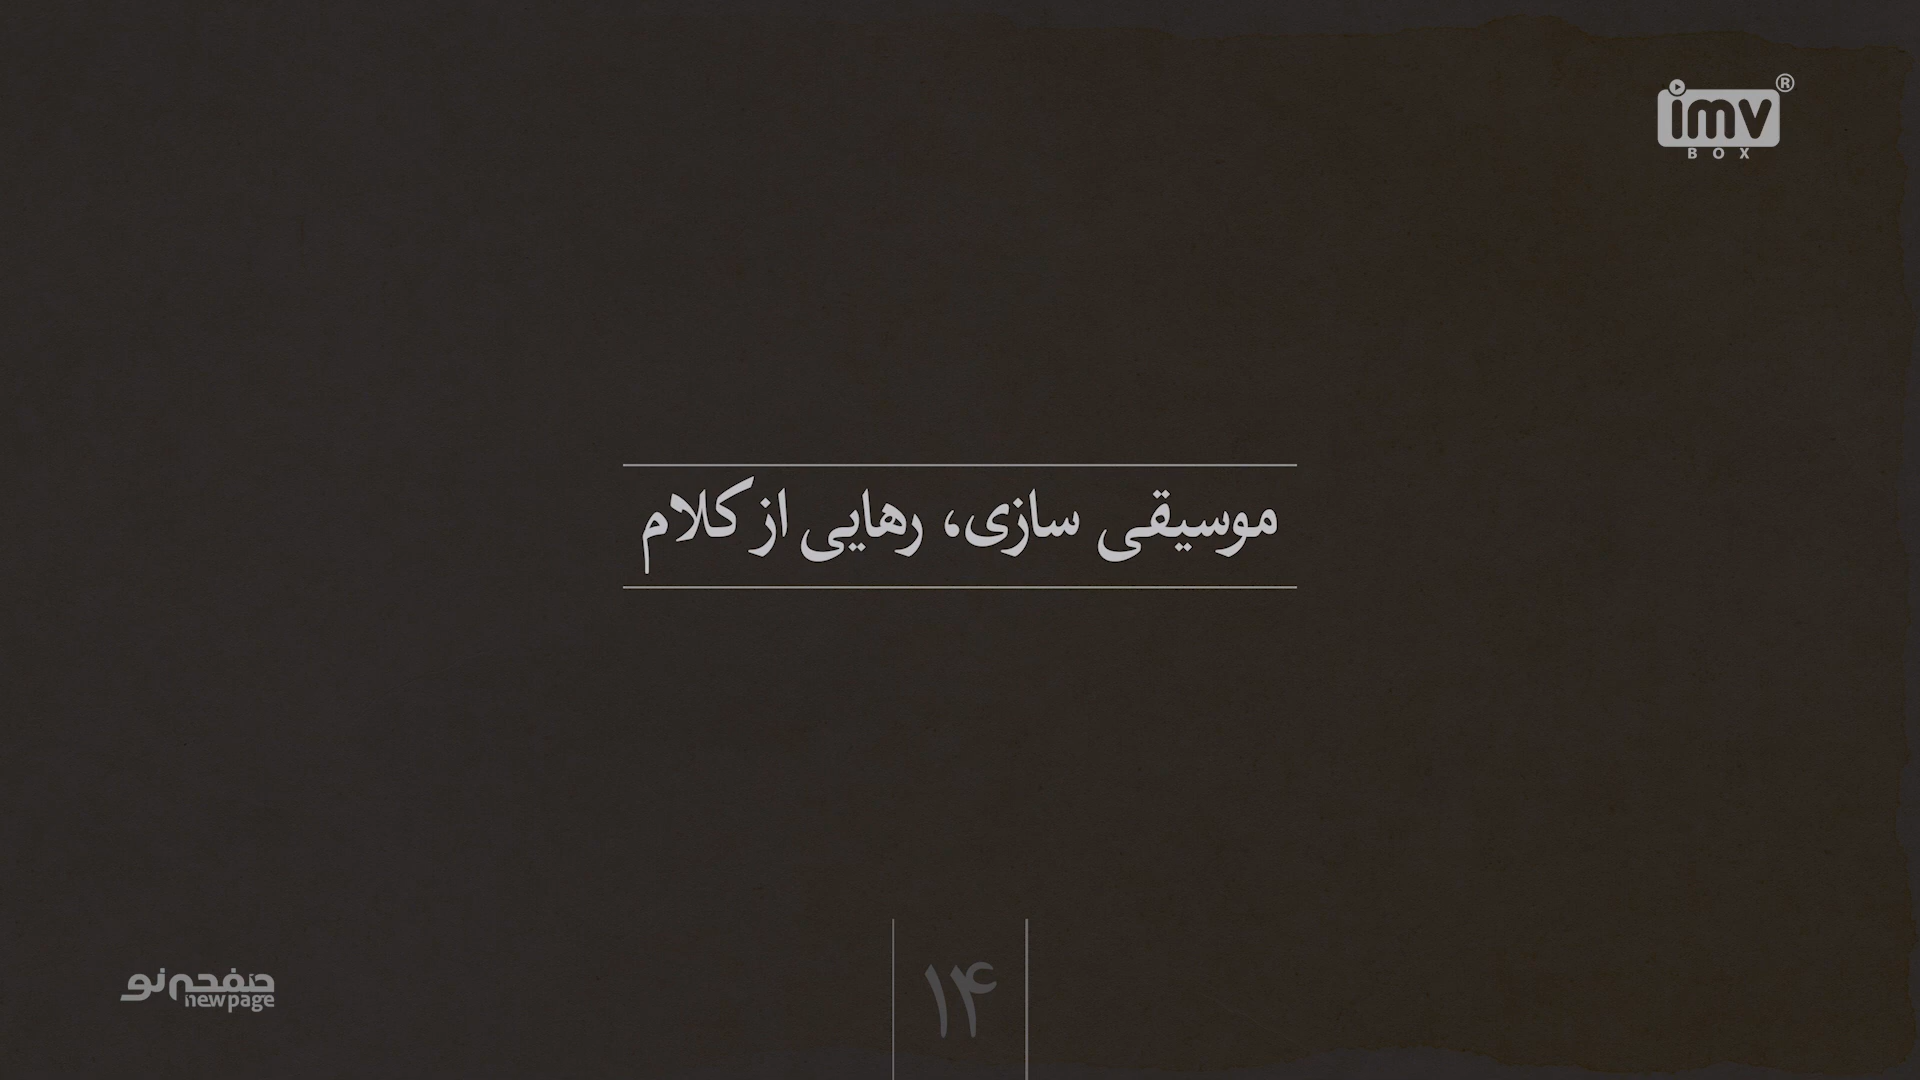 imv®
BOX
موسیقی سازی، رهایی از کلام
صفحه نو
newpage
۱۴